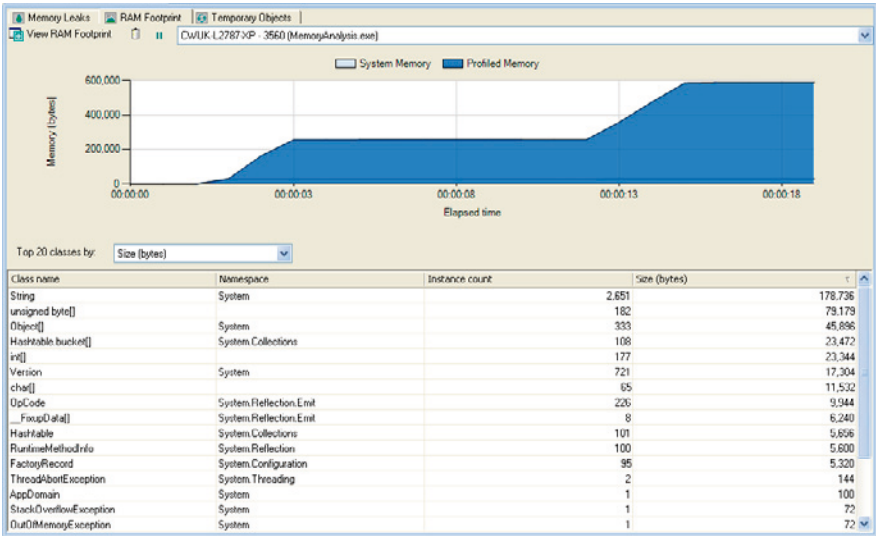 Memory Leaks RAM Footprint Temporary Objects
View RAM Footprint CWUK-L2787-XP - 3560 (MemoryAnalysis.exe)
System Memory Profiled Memory
600,000
400,000
200,000
0
Memory (bytes)
00:00:00 00:00:03 00:00:08 00:00:13 00:00:18
Elapsed time
Top 20 classes by: Size (bytes)
Class name Namespace Instance count Size (bytes)
String System 2,651 178,736
unsigned byte[] 182 79,179
Object[] System 333 45,896
Hashtable.bucket[] System.Collections 108 23,472
int[] 177 23,344
Version System 721 17,304
char[] 65 11,532
OpCode System.Reflection.Emit 226 9,944
__FixupData[] System.Reflection.Emit 8 6,240
Hashtable System.Collections 101 5,656
RuntimeMethodInfo System.Reflection 100 5,600
FactoryRecord System.Configuration 95 5,320
ThreadAbortException System.Threading 2 144
AppDomain System 1 100
StackOverflowException System 1 72
OutOfMemoryException System 1 72